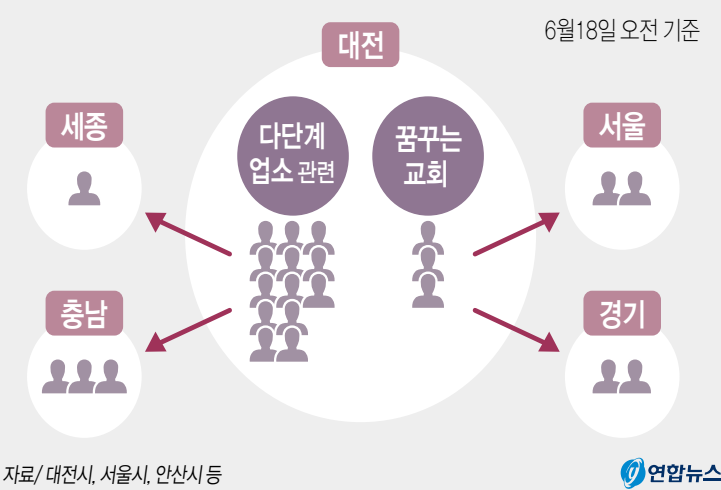 6월18일 오전 기준
대전
세종
다단계
업소 관련
꿈꾸는
교회
서울
충남
경기
자료/ 대전시, 서울시, 안산시 등
연합뉴스